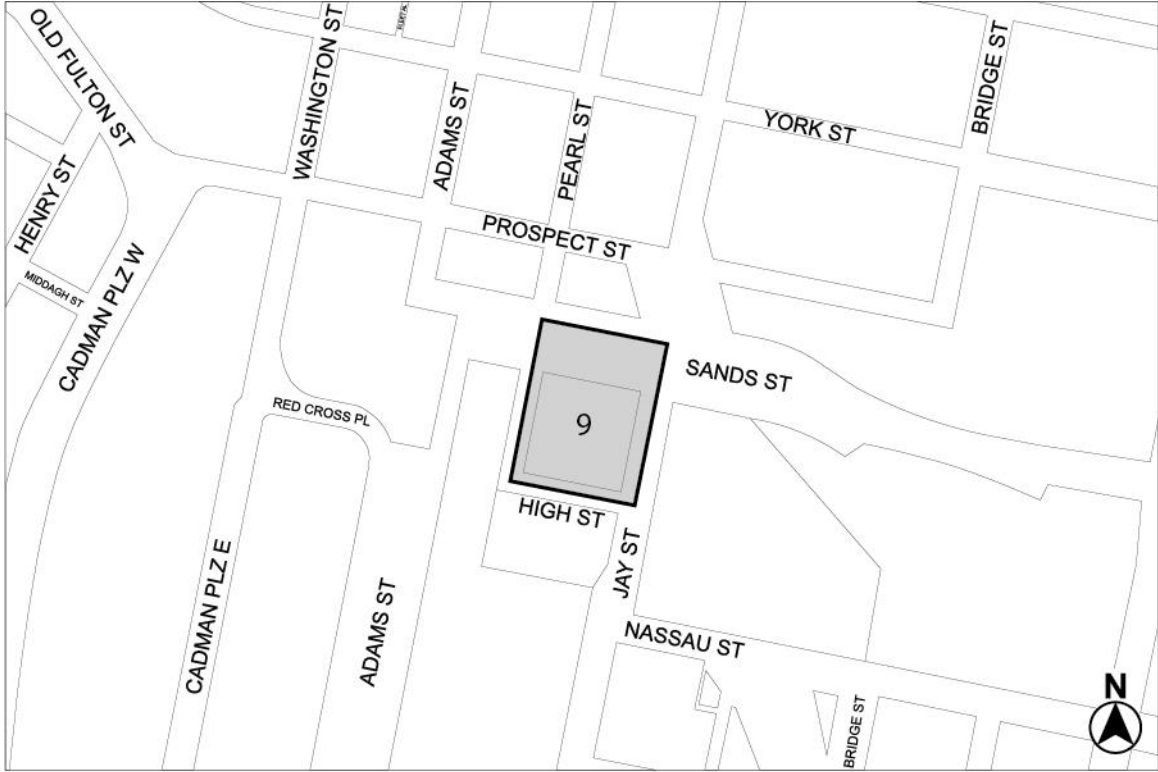 OLD FULTON ST
WASHINGTON ST
ADAMS ST
PEARL ST
YORK ST
BRIDGE ST
HENRY ST
PROSPECT ST
MIDDAGH ST
CADMAN PLZ W
SANDS ST
RED CROSS PL
9
HIGH ST
JAY ST
CADMAN PLZ E
ADAMS ST
NASSAU ST
BRIDGE ST
N